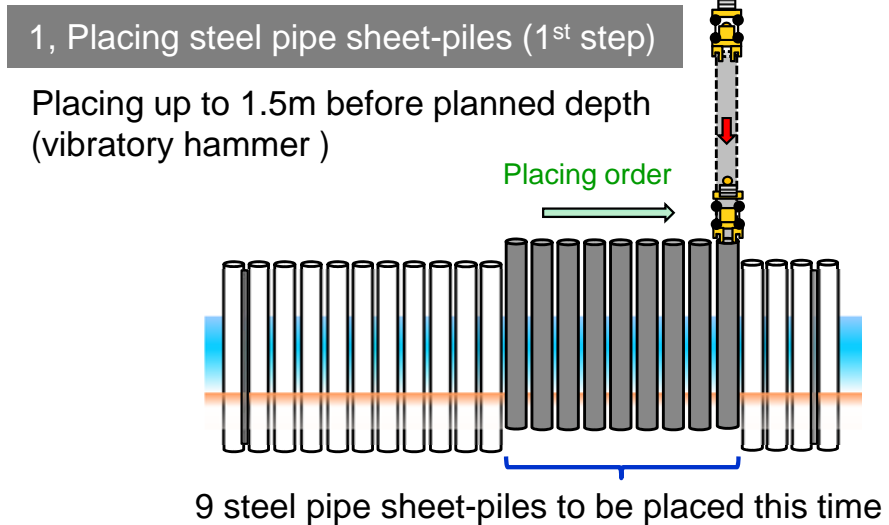 1, Placing steel pipe sheet-piles (1st step)
Placing up to 1.5m before planned depth
(vibratory hammer )
Placing order
9 steel pipe sheet-piles to be placed this time